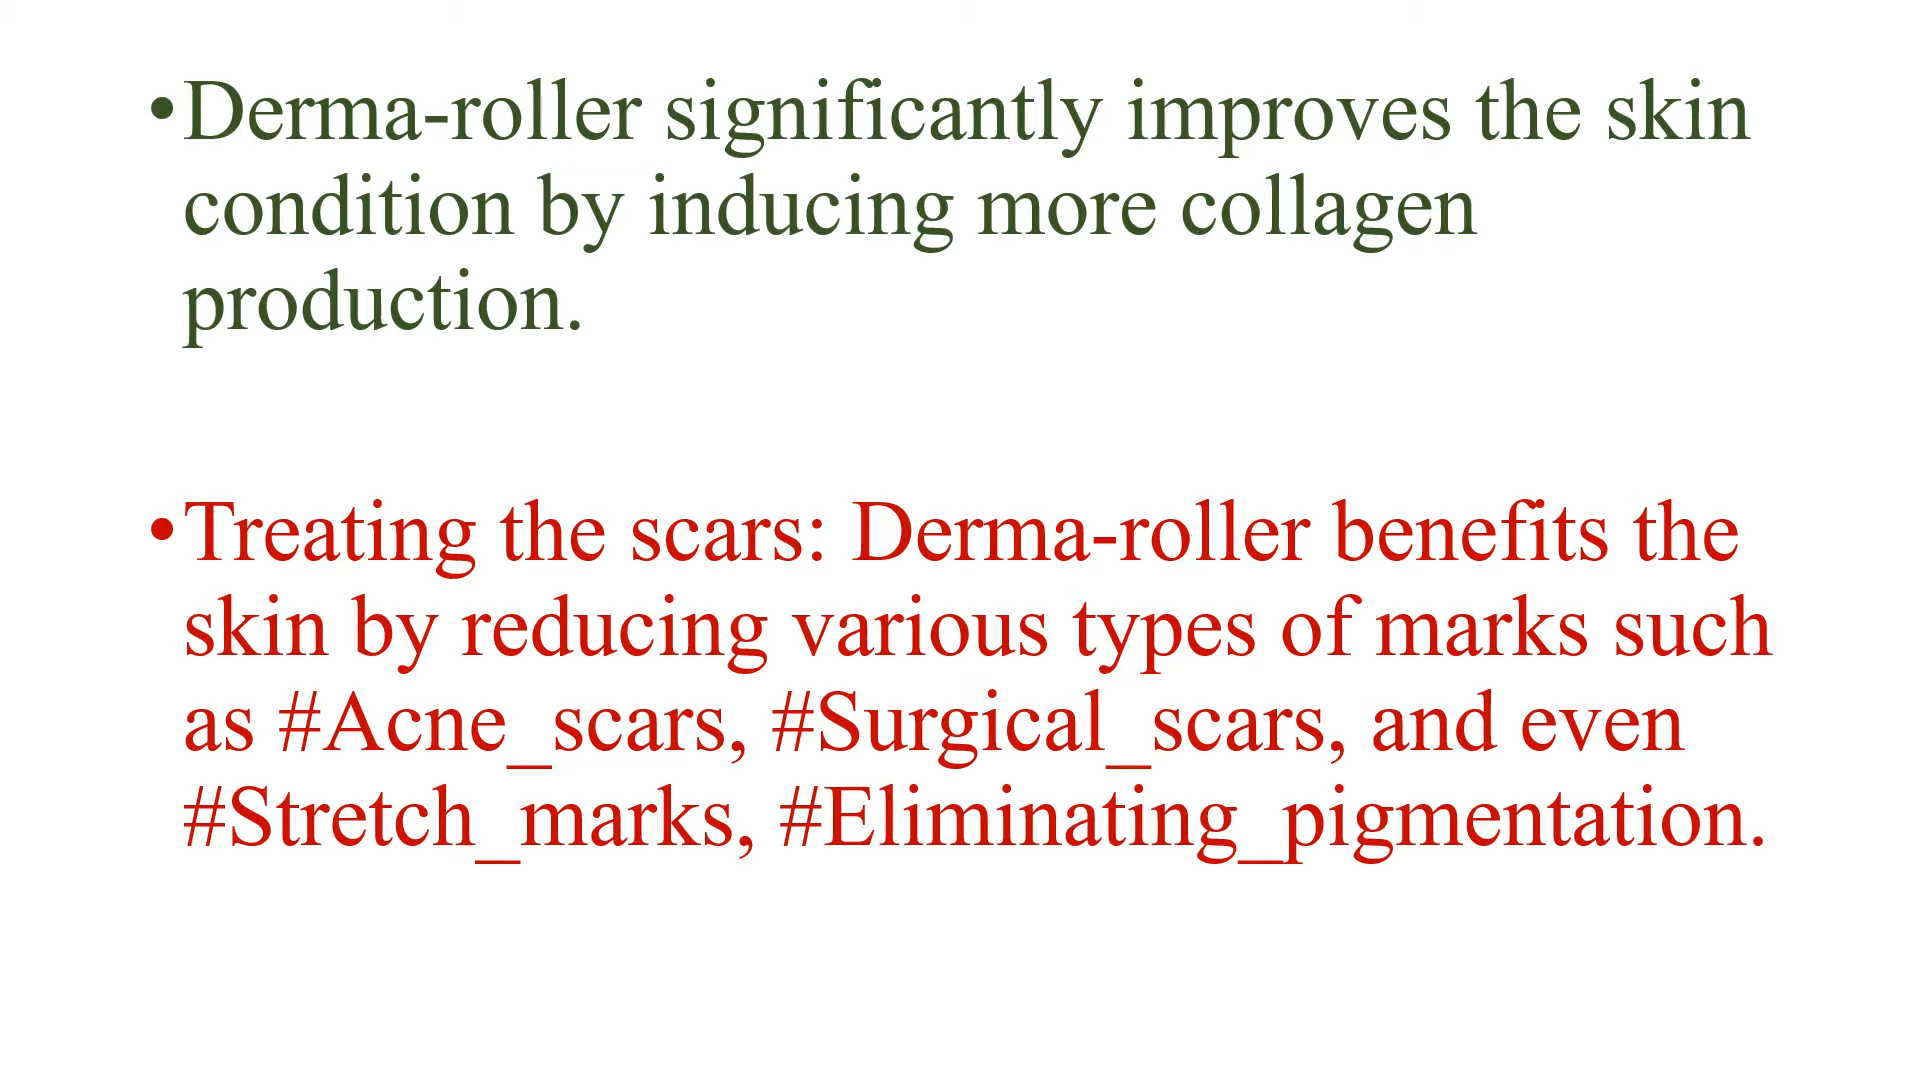 •Derma-roller significantly improves the skin
condition by inducing more collagen
production.
•Treating the scars: Derma-roller benefits the
skin by reducing various types of marks such
as #Acne_scars, #Surgical_scars, and even
#Stretch_marks, #Eliminating_pigmentation.